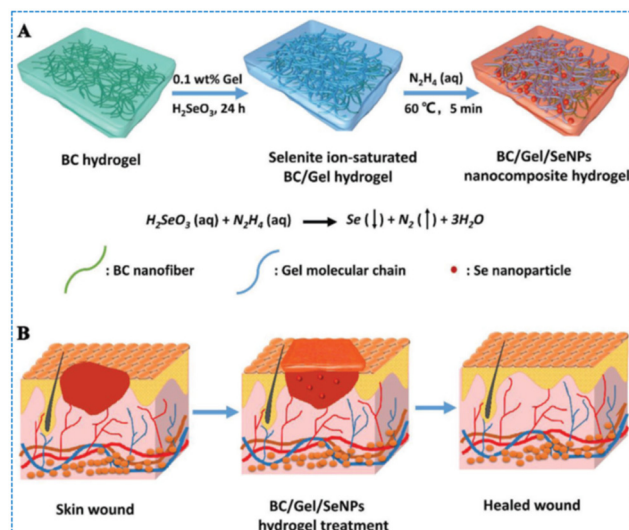 A
0.1 wt% Gel
H₂SeO₃, 24 h
N₂H₄ (aq)
60 ℃, 5 min
BC hydrogel
Selenite ion-saturated
BC/Gel hydrogel
BC/Gel/SeNPs
nanocomposite hydrogel
H₂SeO₃ (aq) + N₂H₄ (aq) → Se (↓) + N₂ (↑) + 3H₂O
: BC nanofiber
: Gel molecular chain
: Se nanoparticle
B
Skin wound
BC/Gel/SeNPs
hydrogel treatment
Healed wound